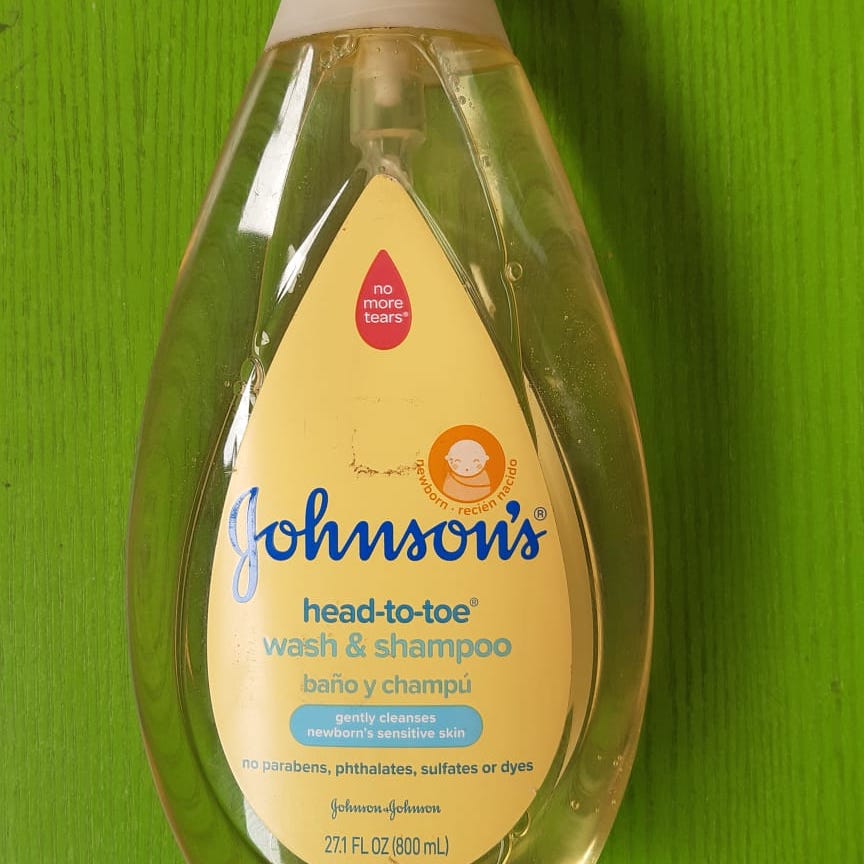 no
more
tears®
newborn · recién nacido
Johnson's®
head-to-toe®
wash & shampoo
baño y champú
gently cleanses
newborn's sensitive skin
no parabens, phthalates, sulfates or dyes
Johnson & Johnson
27.1 FL OZ (800 mL)